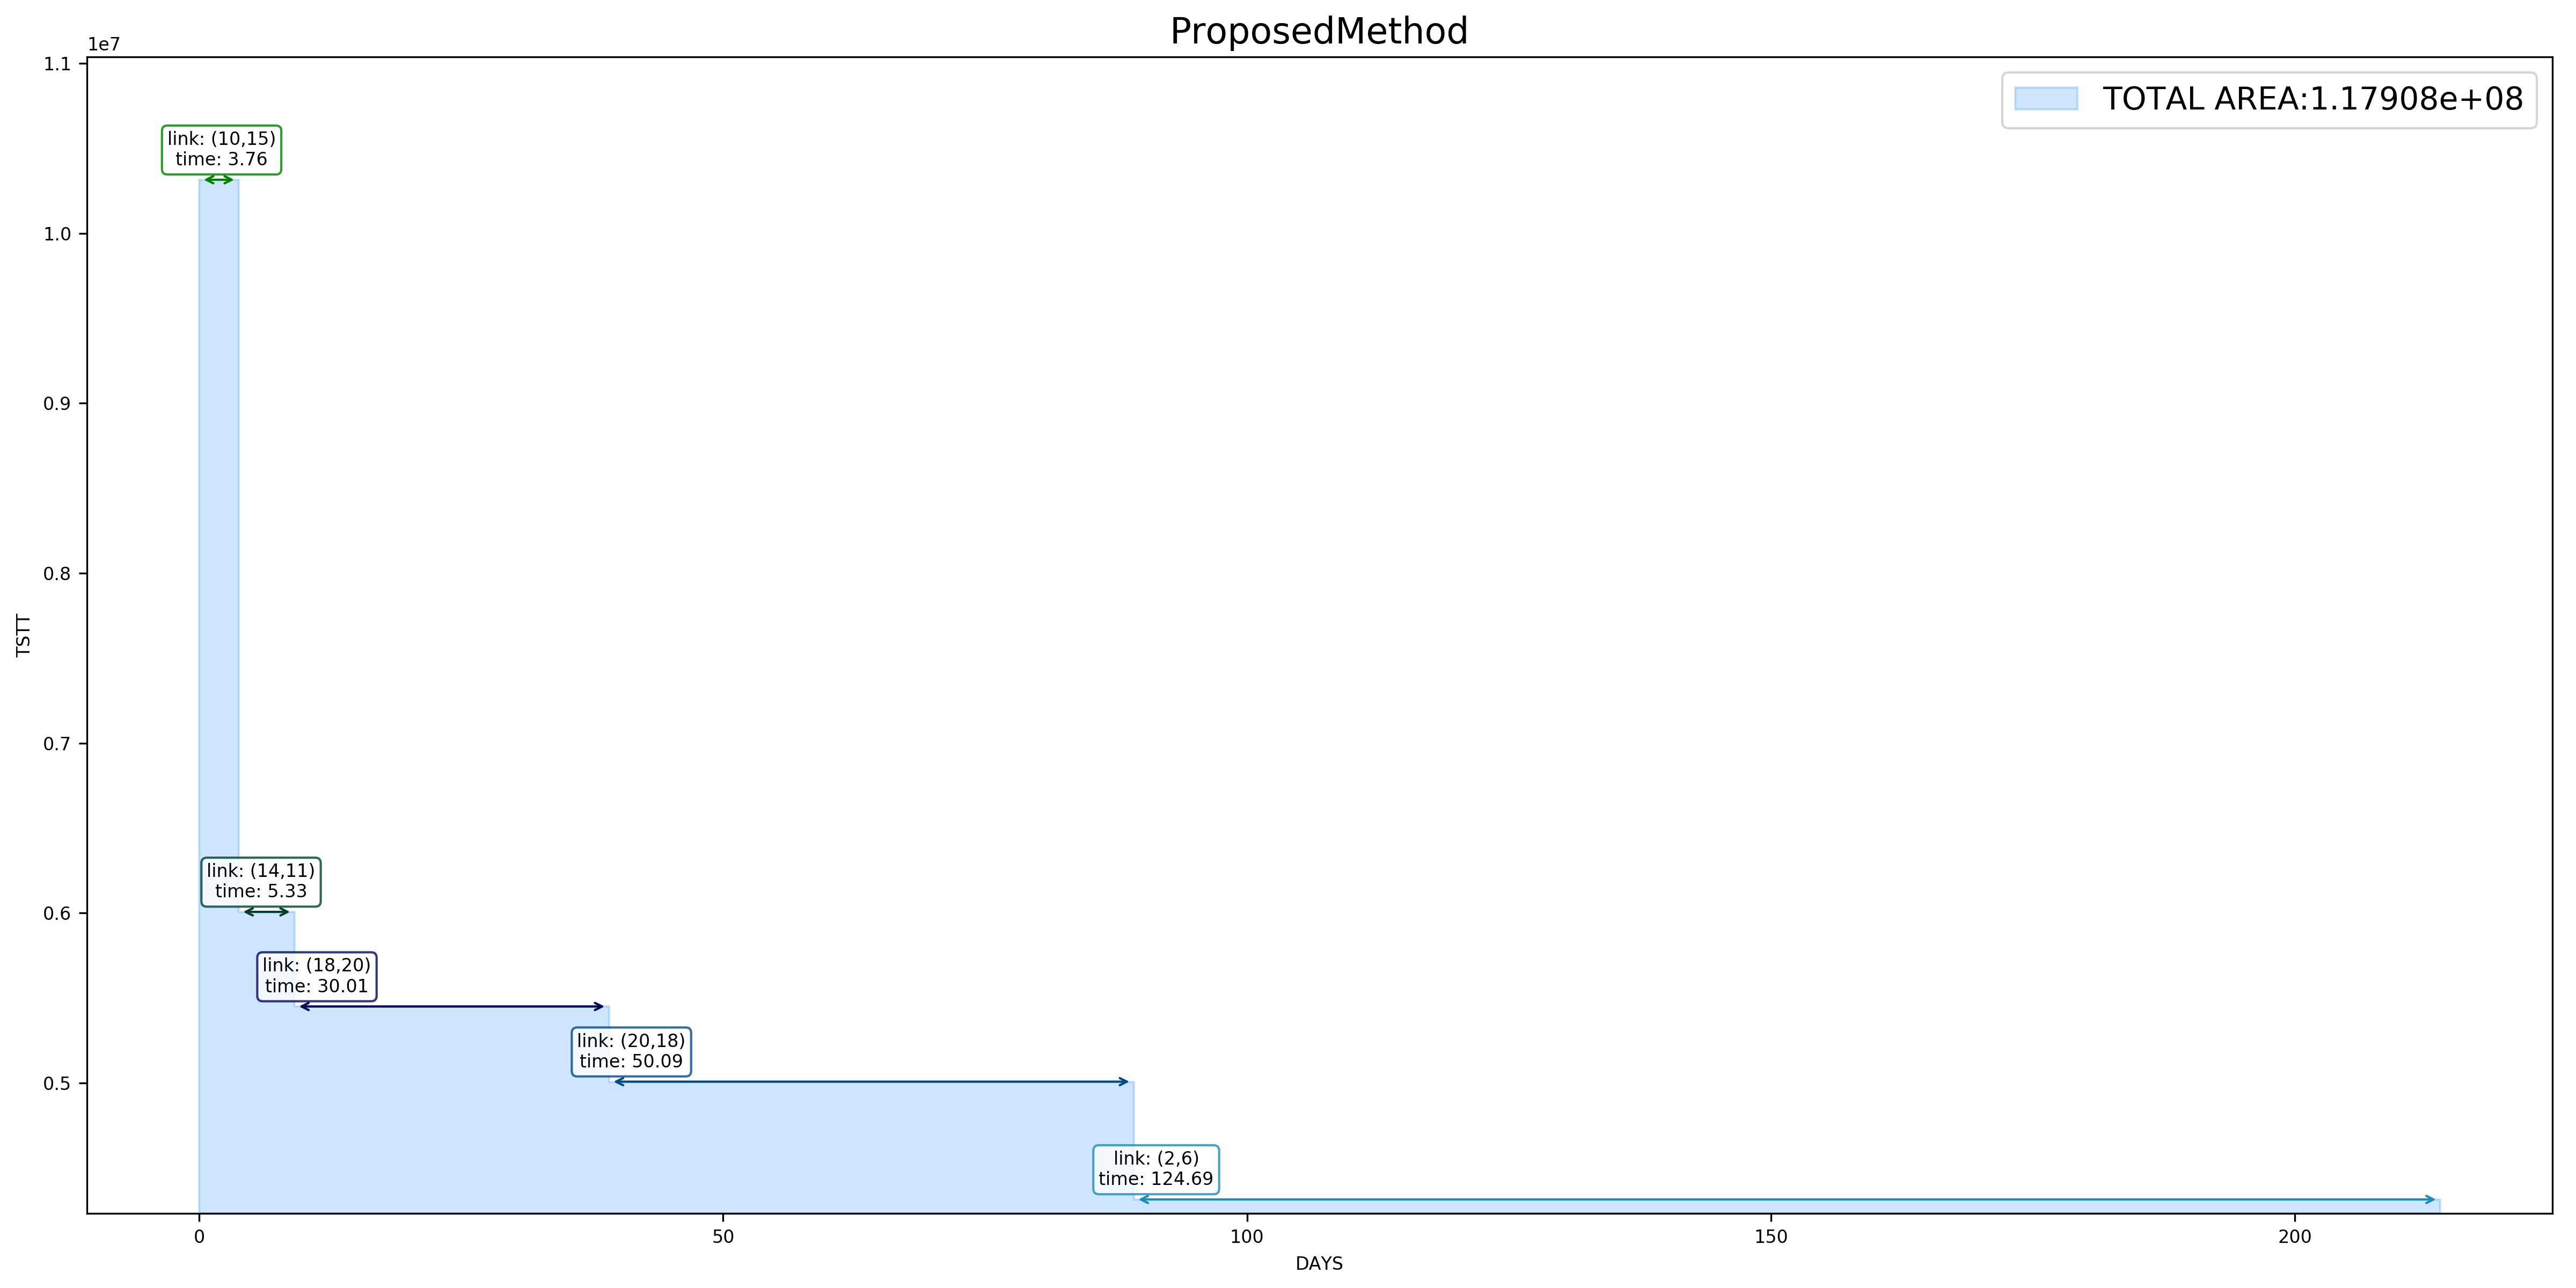 ProposedMethod
1e7
1.1
1.0
0.9
0.8
0.7
0.6
0.5
TSTT
TOTAL AREA:1.17908e+08
link: (10,15)
time: 3.76
link: (14,11)
time: 5.33
link: (18,20)
time: 30.01
link: (20,18)
time: 50.09
link: (2,6)
time: 124.69
0 50 100 150 200
DAYS